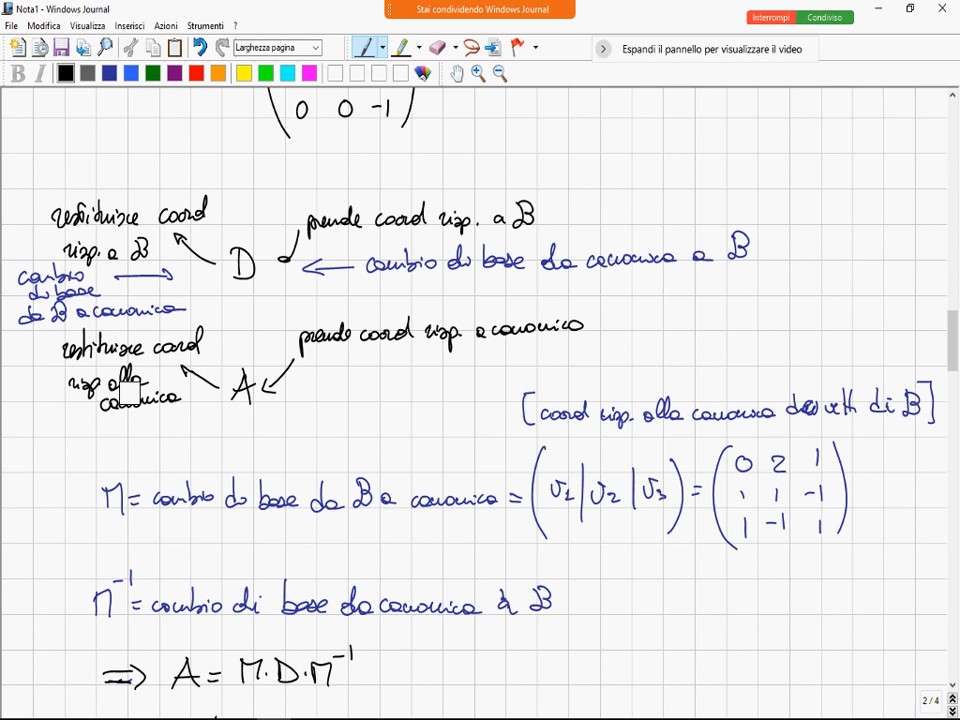 Nota1 - Windows Journal
Stai condividendo Windows Journal
Interrompi
Condiviso
File Modifica Visualizza Inserisci Azioni Strumenti ?
Larghezza pagina
Espandi il pannello per visualizzare il video
B I
0 0 -1
restituisce coord
risp. a B
prende coord risp. a B
D
cambio di base da canonica a B
cambio
di base
da B a canonica
restituisce coord
risp alla
canonica
prende coord risp. a canonica
A
[coord risp. alla canonica dei vett di B]
M = cambio di base da B a canonica = (v1 | v2 | v3) = (
0 2 1
1 1 -1
1 -1 1
)
M⁻¹ = cambio di base da canonica a B
⇒ A = M·D·M⁻¹
2 / 4